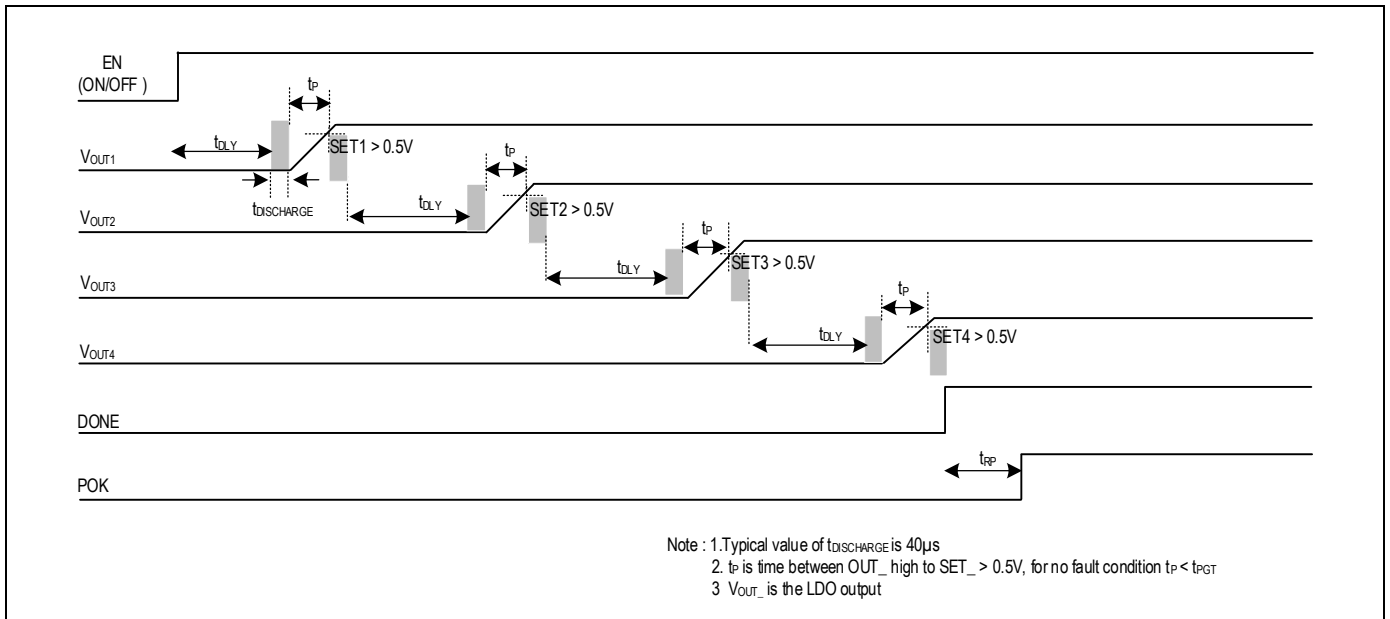 EN
(ON/OFF )
tP
tDLY
SET1 > 0.5V
VOUT1
tDISCHARGE
tP
tDLY
SET2 > 0.5V
VOUT2
tP
tDLY
SET3 > 0.5V
VOUT3
tP
tDLY
SET4 > 0.5V
VOUT4
DONE
tRP
POK
Note : 1.Typical value of tDISCHARGE is 40µs
2. tP is time between OUT_ high to SET_ > 0.5V, for no fault condition tP < tPGT
3 VOUT_ is the LDO output